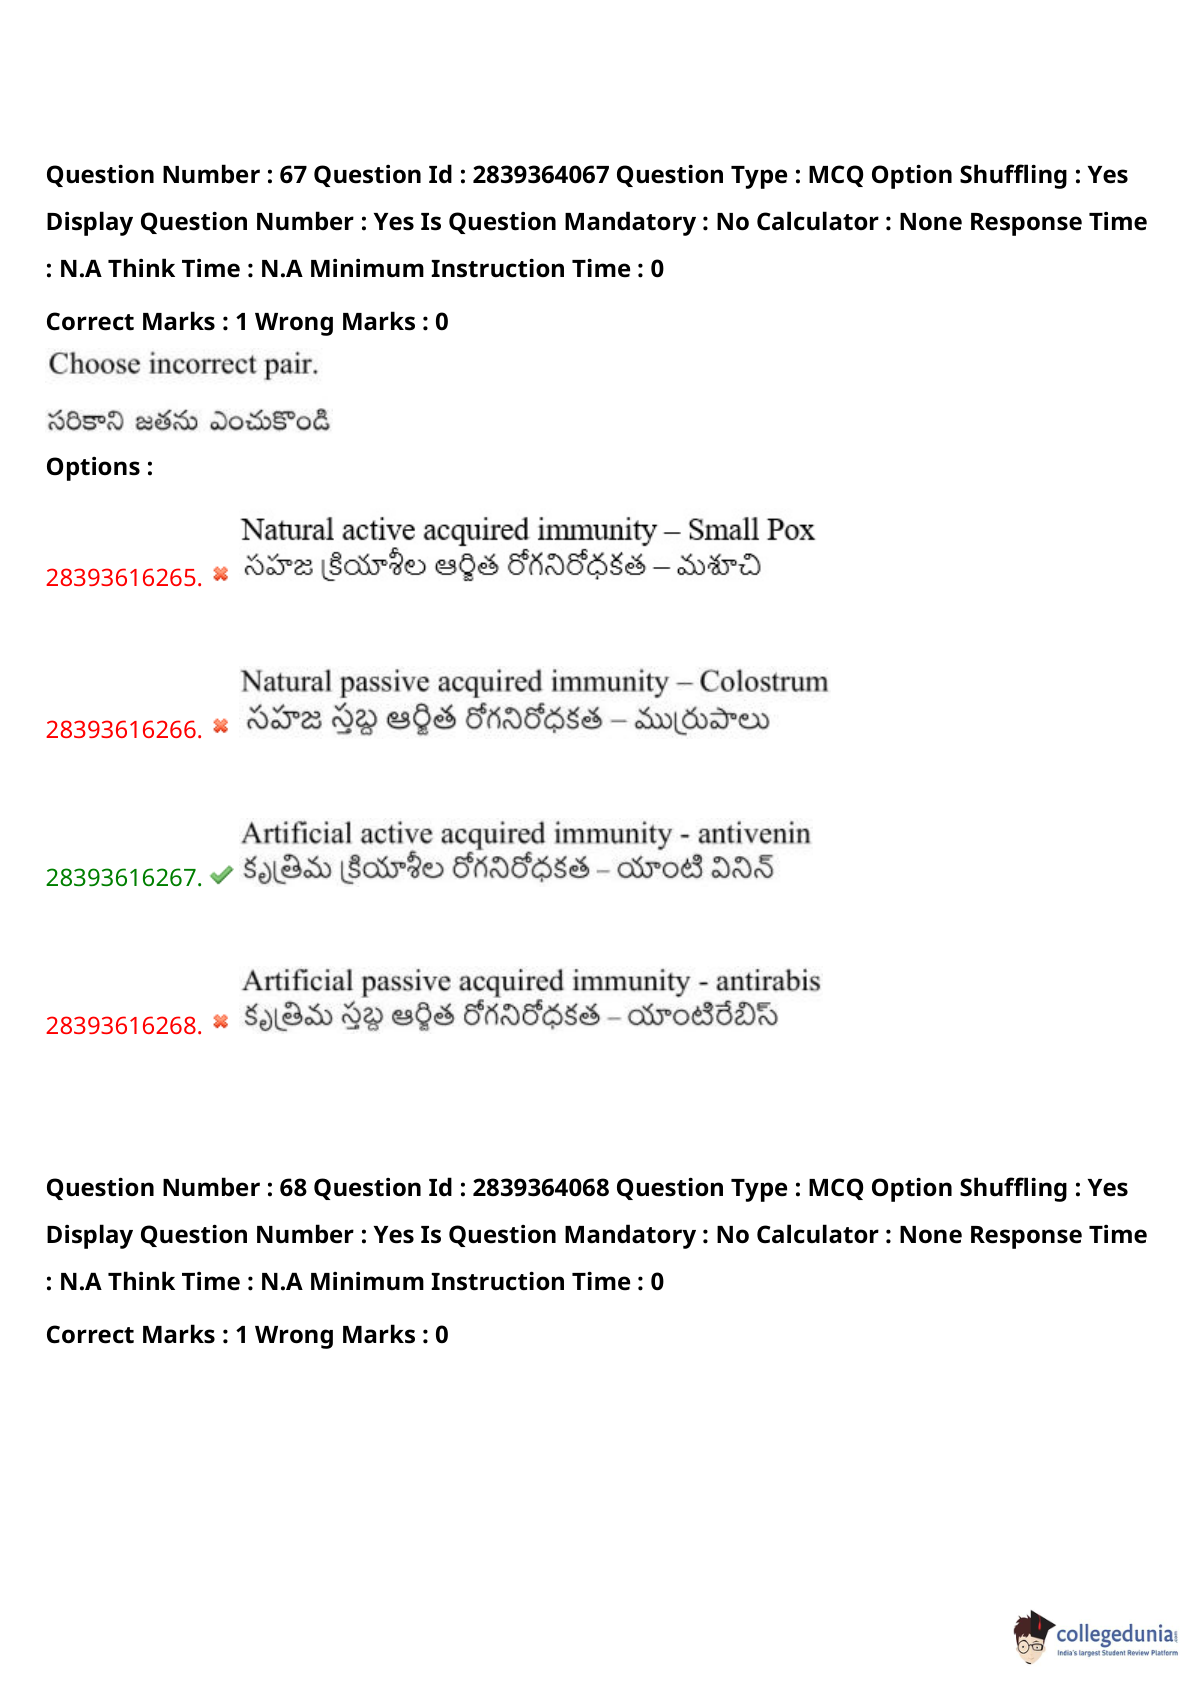 Question Number : 67 Question Id : 2839364067 Question Type : MCQ Option Shuffling : Yes
Display Question Number : Yes Is Question Mandatory : No Calculator : None Response Time
: N.A Think Time : N.A Minimum Instruction Time : 0
Correct Marks : 1 Wrong Marks : 0
Choose incorrect pair.
సరికాని జతను ఎంచుకొండి
Options :
Natural active acquired immunity – Small Pox
28393616265. సహజ క్రియాశీల ఆర్జిత రోగనిరోధకత – మశూచి
Natural passive acquired immunity – Colostrum
28393616266. సహజ స్తబ్ద ఆర్జిత రోగనిరోధకత – ముర్రుపాలు
Artificial active acquired immunity - antivenin
28393616267. కృత్రిమ క్రియాశీల రోగనిరోధకత – యాంటి వినిన్
Artificial passive acquired immunity - antirabis
28393616268. కృత్రిమ స్తబ్ద ఆర్జిత రోగనిరోధకత – యాంటిరేబిస్
Question Number : 68 Question Id : 2839364068 Question Type : MCQ Option Shuffling : Yes
Display Question Number : Yes Is Question Mandatory : No Calculator : None Response Time
: N.A Think Time : N.A Minimum Instruction Time : 0
Correct Marks : 1 Wrong Marks : 0
collegedunia
India's largest Student Review Platform